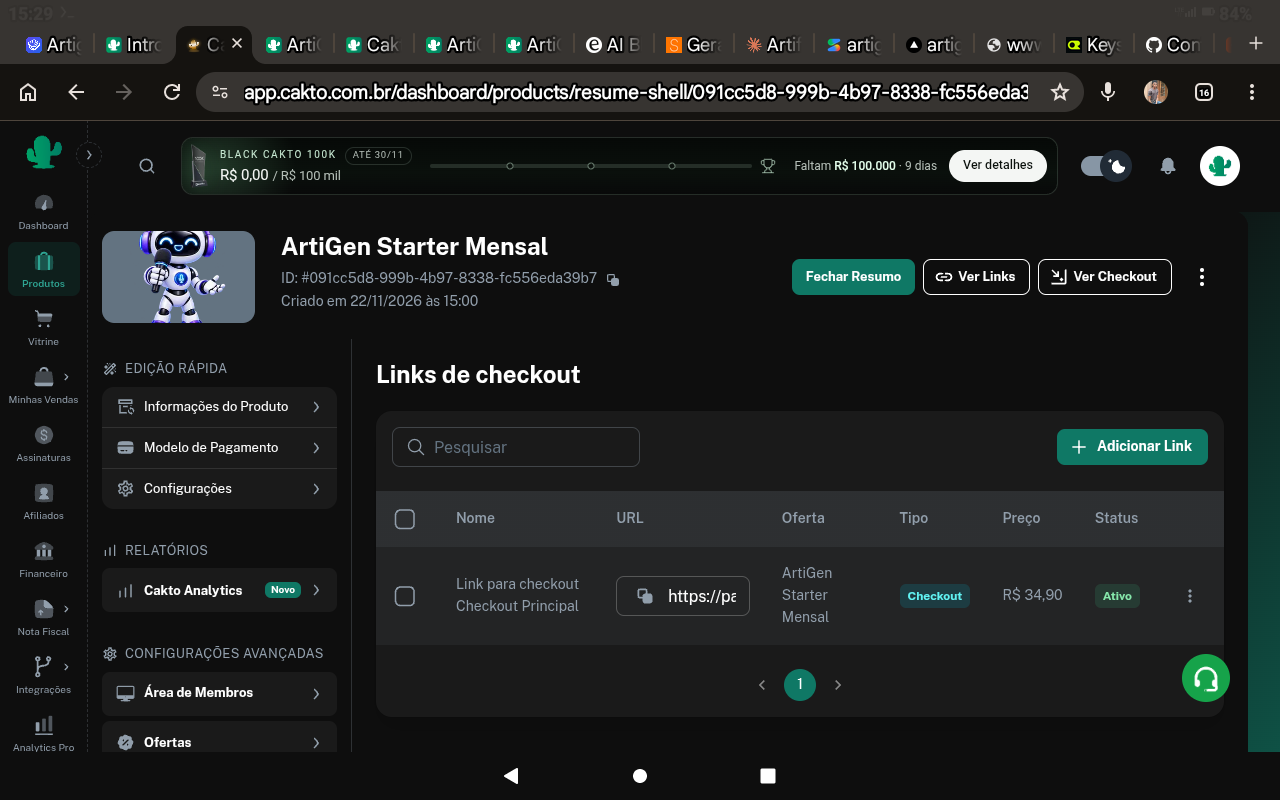 15:29
84%
Artig
Intro
C
ArtiG
Cak
ArtiG
ArtiG
AI B
Gera
Artif
artig
artig
www
Keys
Con
app.cakto.com.br/dashboard/products/resume-shell/091cc5d8-999b-4b97-8338-fc556eda3
16
BLACK CAKTO 100K
ATÉ 30/11
R$ 0,00 / R$ 100 mil
Faltam R$ 100.000 · 9 dias
Ver detalhes
Dashboard
Produtos
Vitrine
Minhas Vendas
Assinaturas
Afiliados
Financeiro
Nota Fiscal
Integrações
Analytics Pro
ArtiGen Starter Mensal
ID: #091cc5d8-999b-4b97-8338-fc556eda39b7
Criado em 22/11/2026 às 15:00
Fechar Resumo
Ver Links
Ver Checkout
EDIÇÃO RÁPIDA
Informações do Produto
Modelo de Pagamento
Configurações
RELATÓRIOS
Cakto Analytics
Novo
CONFIGURAÇÕES AVANÇADAS
Área de Membros
Ofertas
Links de checkout
Pesquisar
Adicionar Link
Nome
URL
Oferta
Tipo
Preço
Status
Link para checkout
Checkout Principal
https://pa
ArtiGen
Starter
Mensal
Checkout
R$ 34,90
Ativo
1